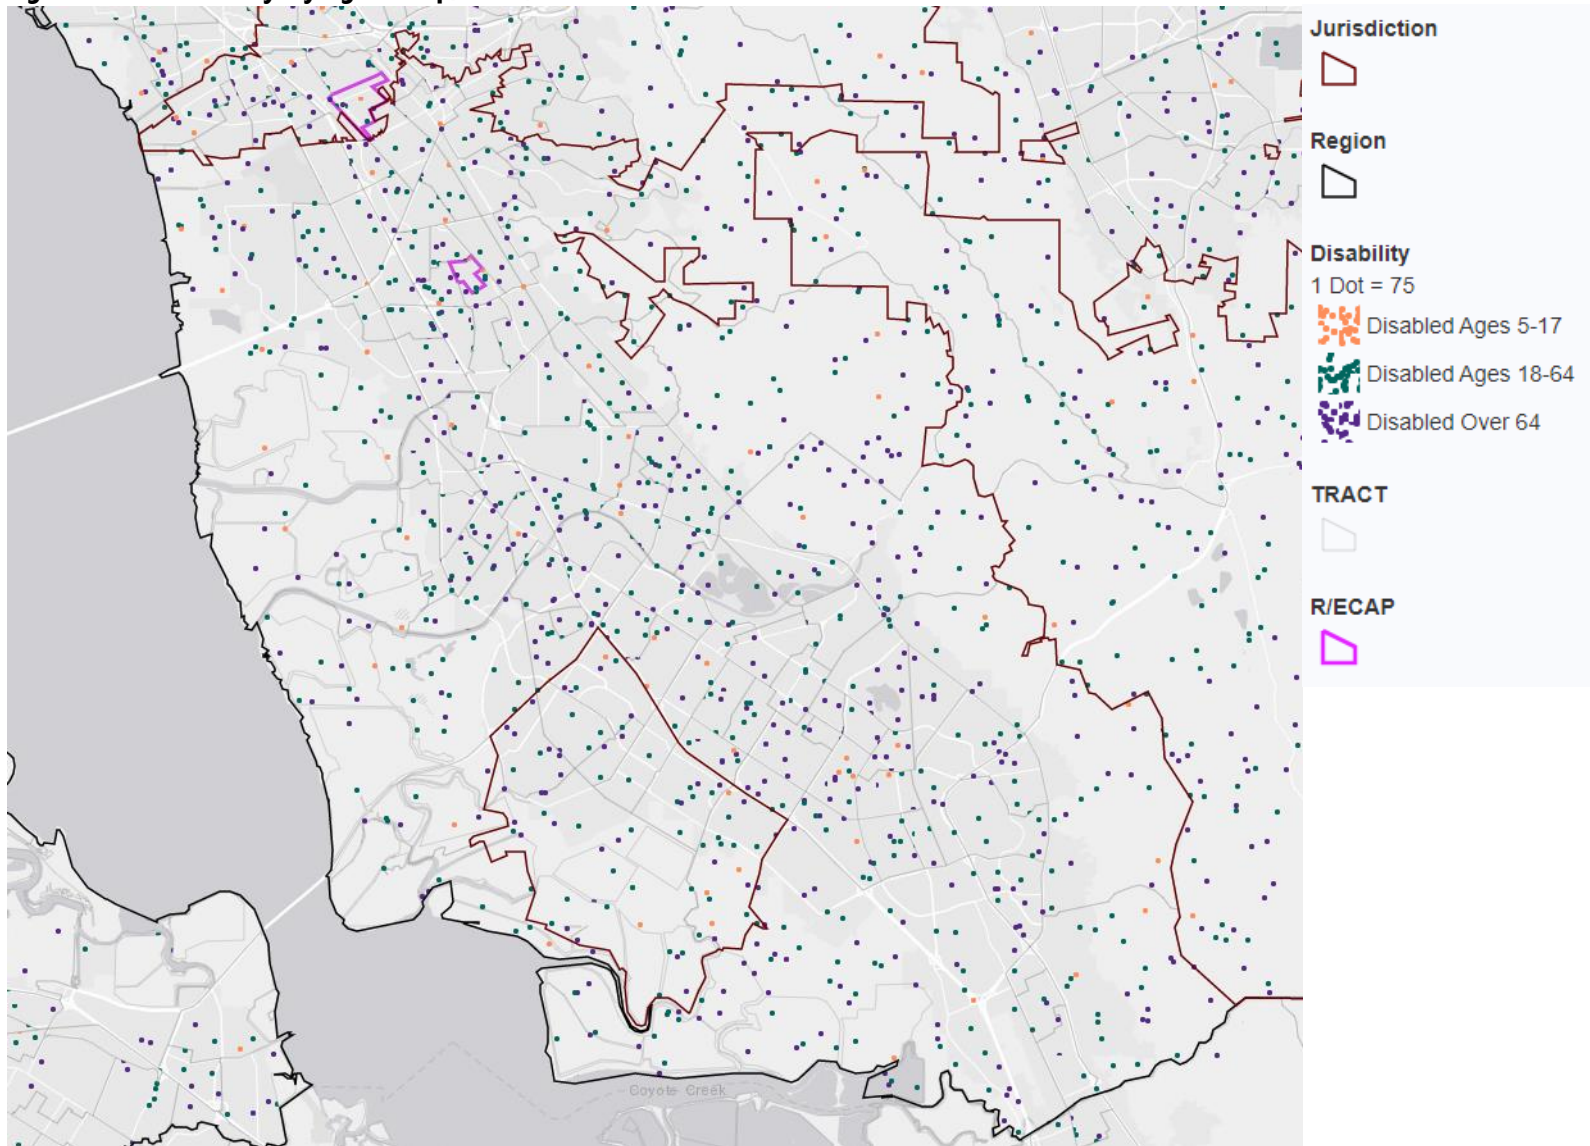 Jurisdiction
Region
Disability
1 Dot = 75
Disabled Ages 5-17
Disabled Ages 18-64
Disabled Over 64
TRACT
R/ECAP
Coyote Creek